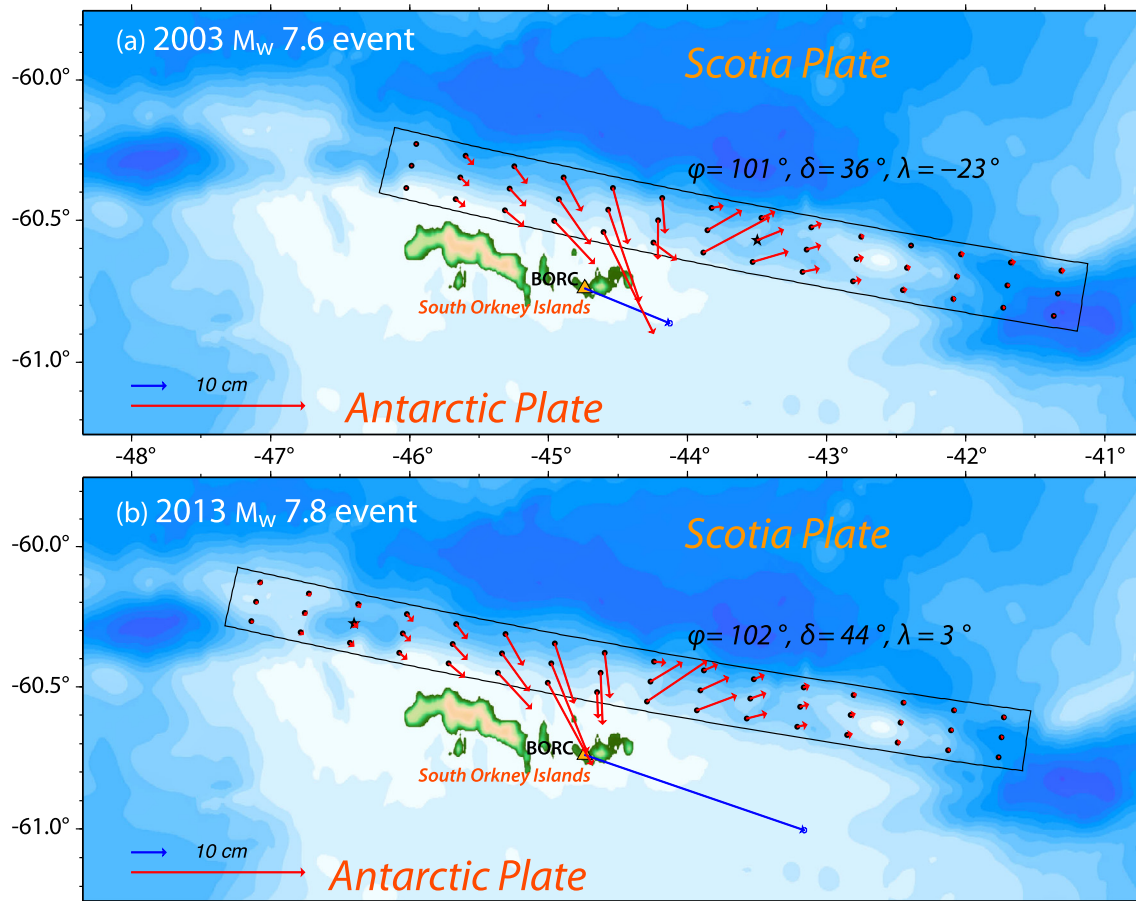 (a) 2003 Mw 7.6 event
Scotia Plate
-60.0°
φ= 101°, δ= 36°, λ= −23°
-60.5°
BORC
South Orkney Islands
-61.0°
10 cm
Antarctic Plate
-48° -47° -46° -45° -44° -43° -42° -41°
(b) 2013 Mw 7.8 event
Scotia Plate
-60.0°
φ= 102°, δ= 44°, λ= 3°
-60.5°
BORC
South Orkney Islands
-61.0°
10 cm
Antarctic Plate